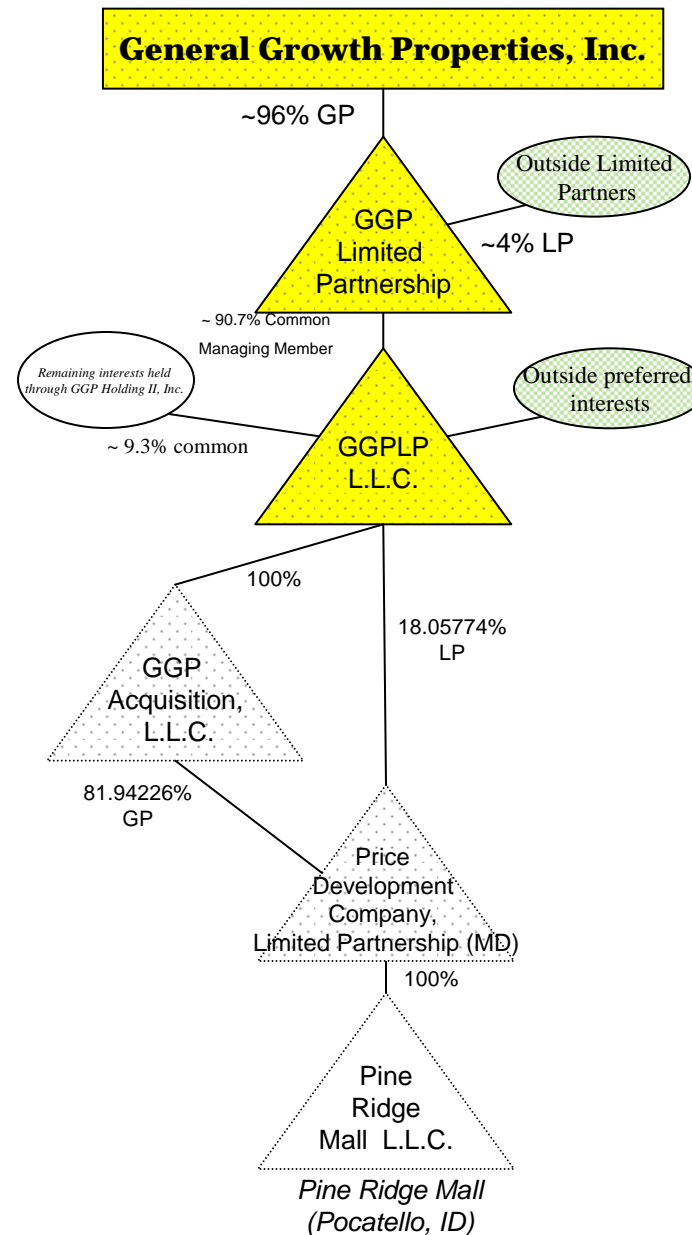 General Growth Properties, Inc.
~96% GP
Outside Limited
Partners
GGP
Limited
Partnership
~4% LP
~ 90.7% Common
Managing Member
Remaining interests held
through GGP Holding II, Inc.
Outside preferred
interests
~ 9.3% common
GGPLP
L.L.C.
100%
18.05774%
LP
GGP
Acquisition,
L.L.C.
81.94226%
GP
Price
Development
Company,
Limited Partnership (MD)
100%
Pine
Ridge
Mall L.L.C.
Pine Ridge Mall
(Pocatello, ID)